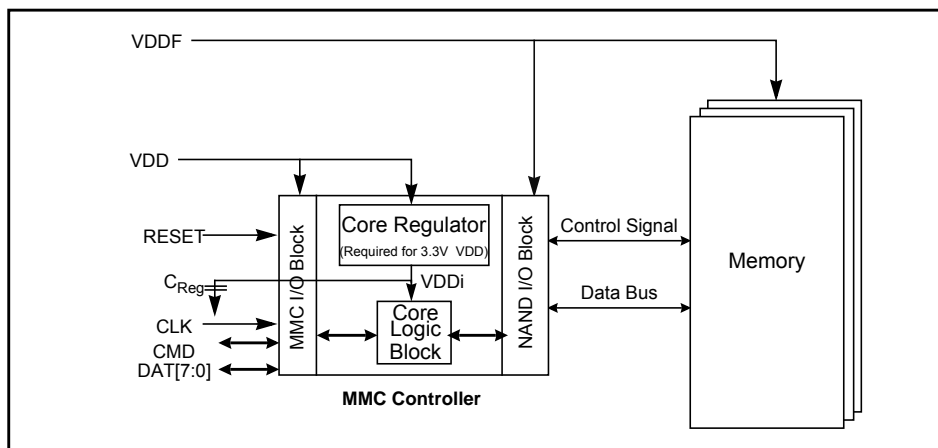 VDDF
VDD
Core Regulator
(Required for 3.3V VDD)
RESET
MMC I/O Block
NAND I/O Block
Control Signal
Memory
CReg
VDDi
Data Bus
CLK
Core
Logic
Block
CMD
DAT[7:0]
MMC Controller